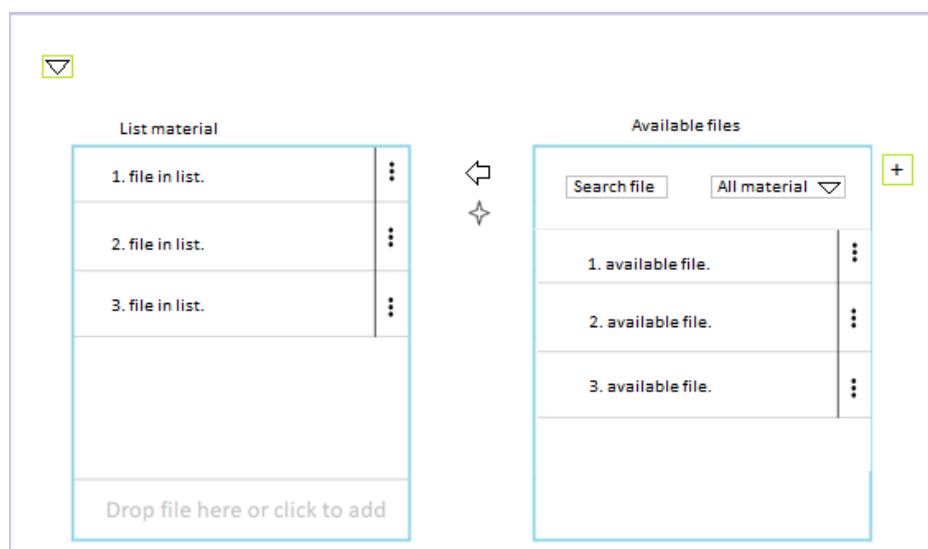 List material
1. file in list.
2. file in list.
3. file in list.
Drop file here or click to add
Available files
+
Search file
All material
1. available file.
2. available file.
3. available file.